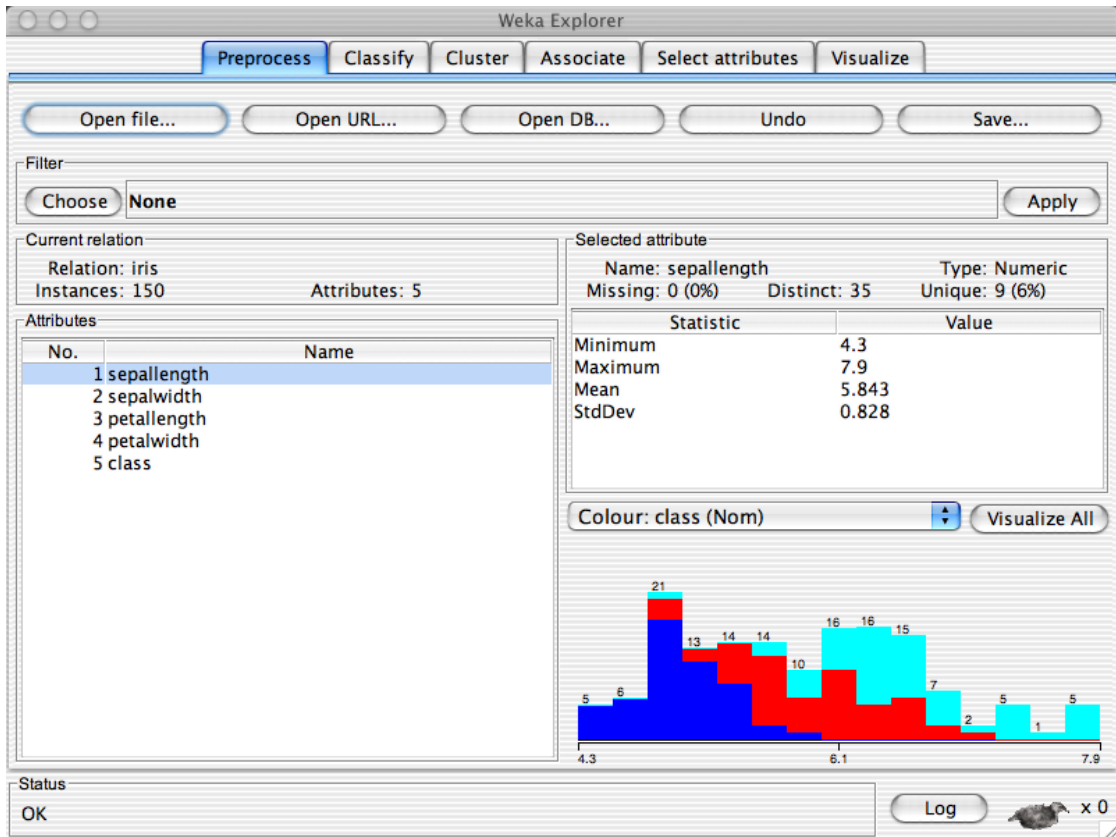 Weka Explorer
Preprocess Classify Cluster Associate Select attributes Visualize
Open file... Open URL... Open DB... Undo Save...
Filter
Choose None Apply
Current relation
Relation: iris
Instances: 150 Attributes: 5
Attributes
No. Name
1 sepallength
2 sepalwidth
3 petallength
4 petalwidth
5 class
Selected attribute
Name: sepallength Type: Numeric
Missing: 0 (0%) Distinct: 35 Unique: 9 (6%)
Statistic Value
Minimum 4.3
Maximum 7.9
Mean 5.843
StdDev 0.828
Colour: class (Nom) Visualize All
5 6 21 13 14 14 10 16 16 15 7 2 5 1 5
4.3 6.1 7.9
Status
OK Log x 0